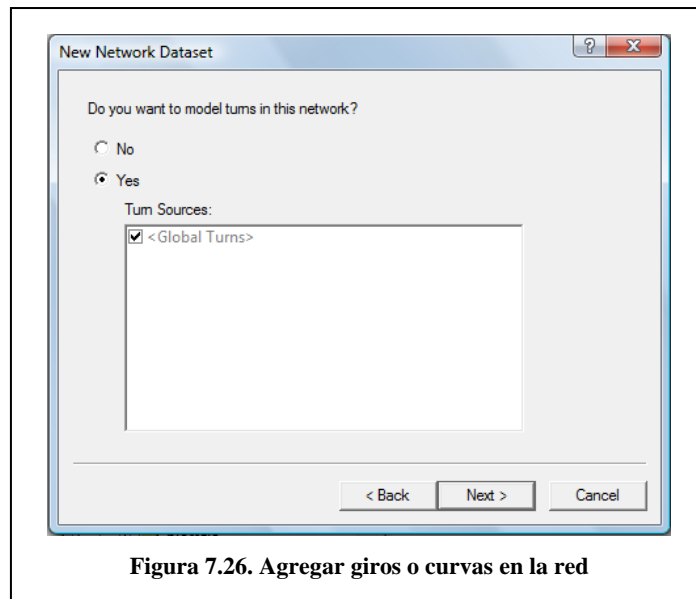 New Network Dataset
Do you want to model turns in this network?
No
Yes
Turn Sources:
<Global Turns>
< Back
Next >
Cancel
Figura 7.26. Agregar giros o curvas en la red